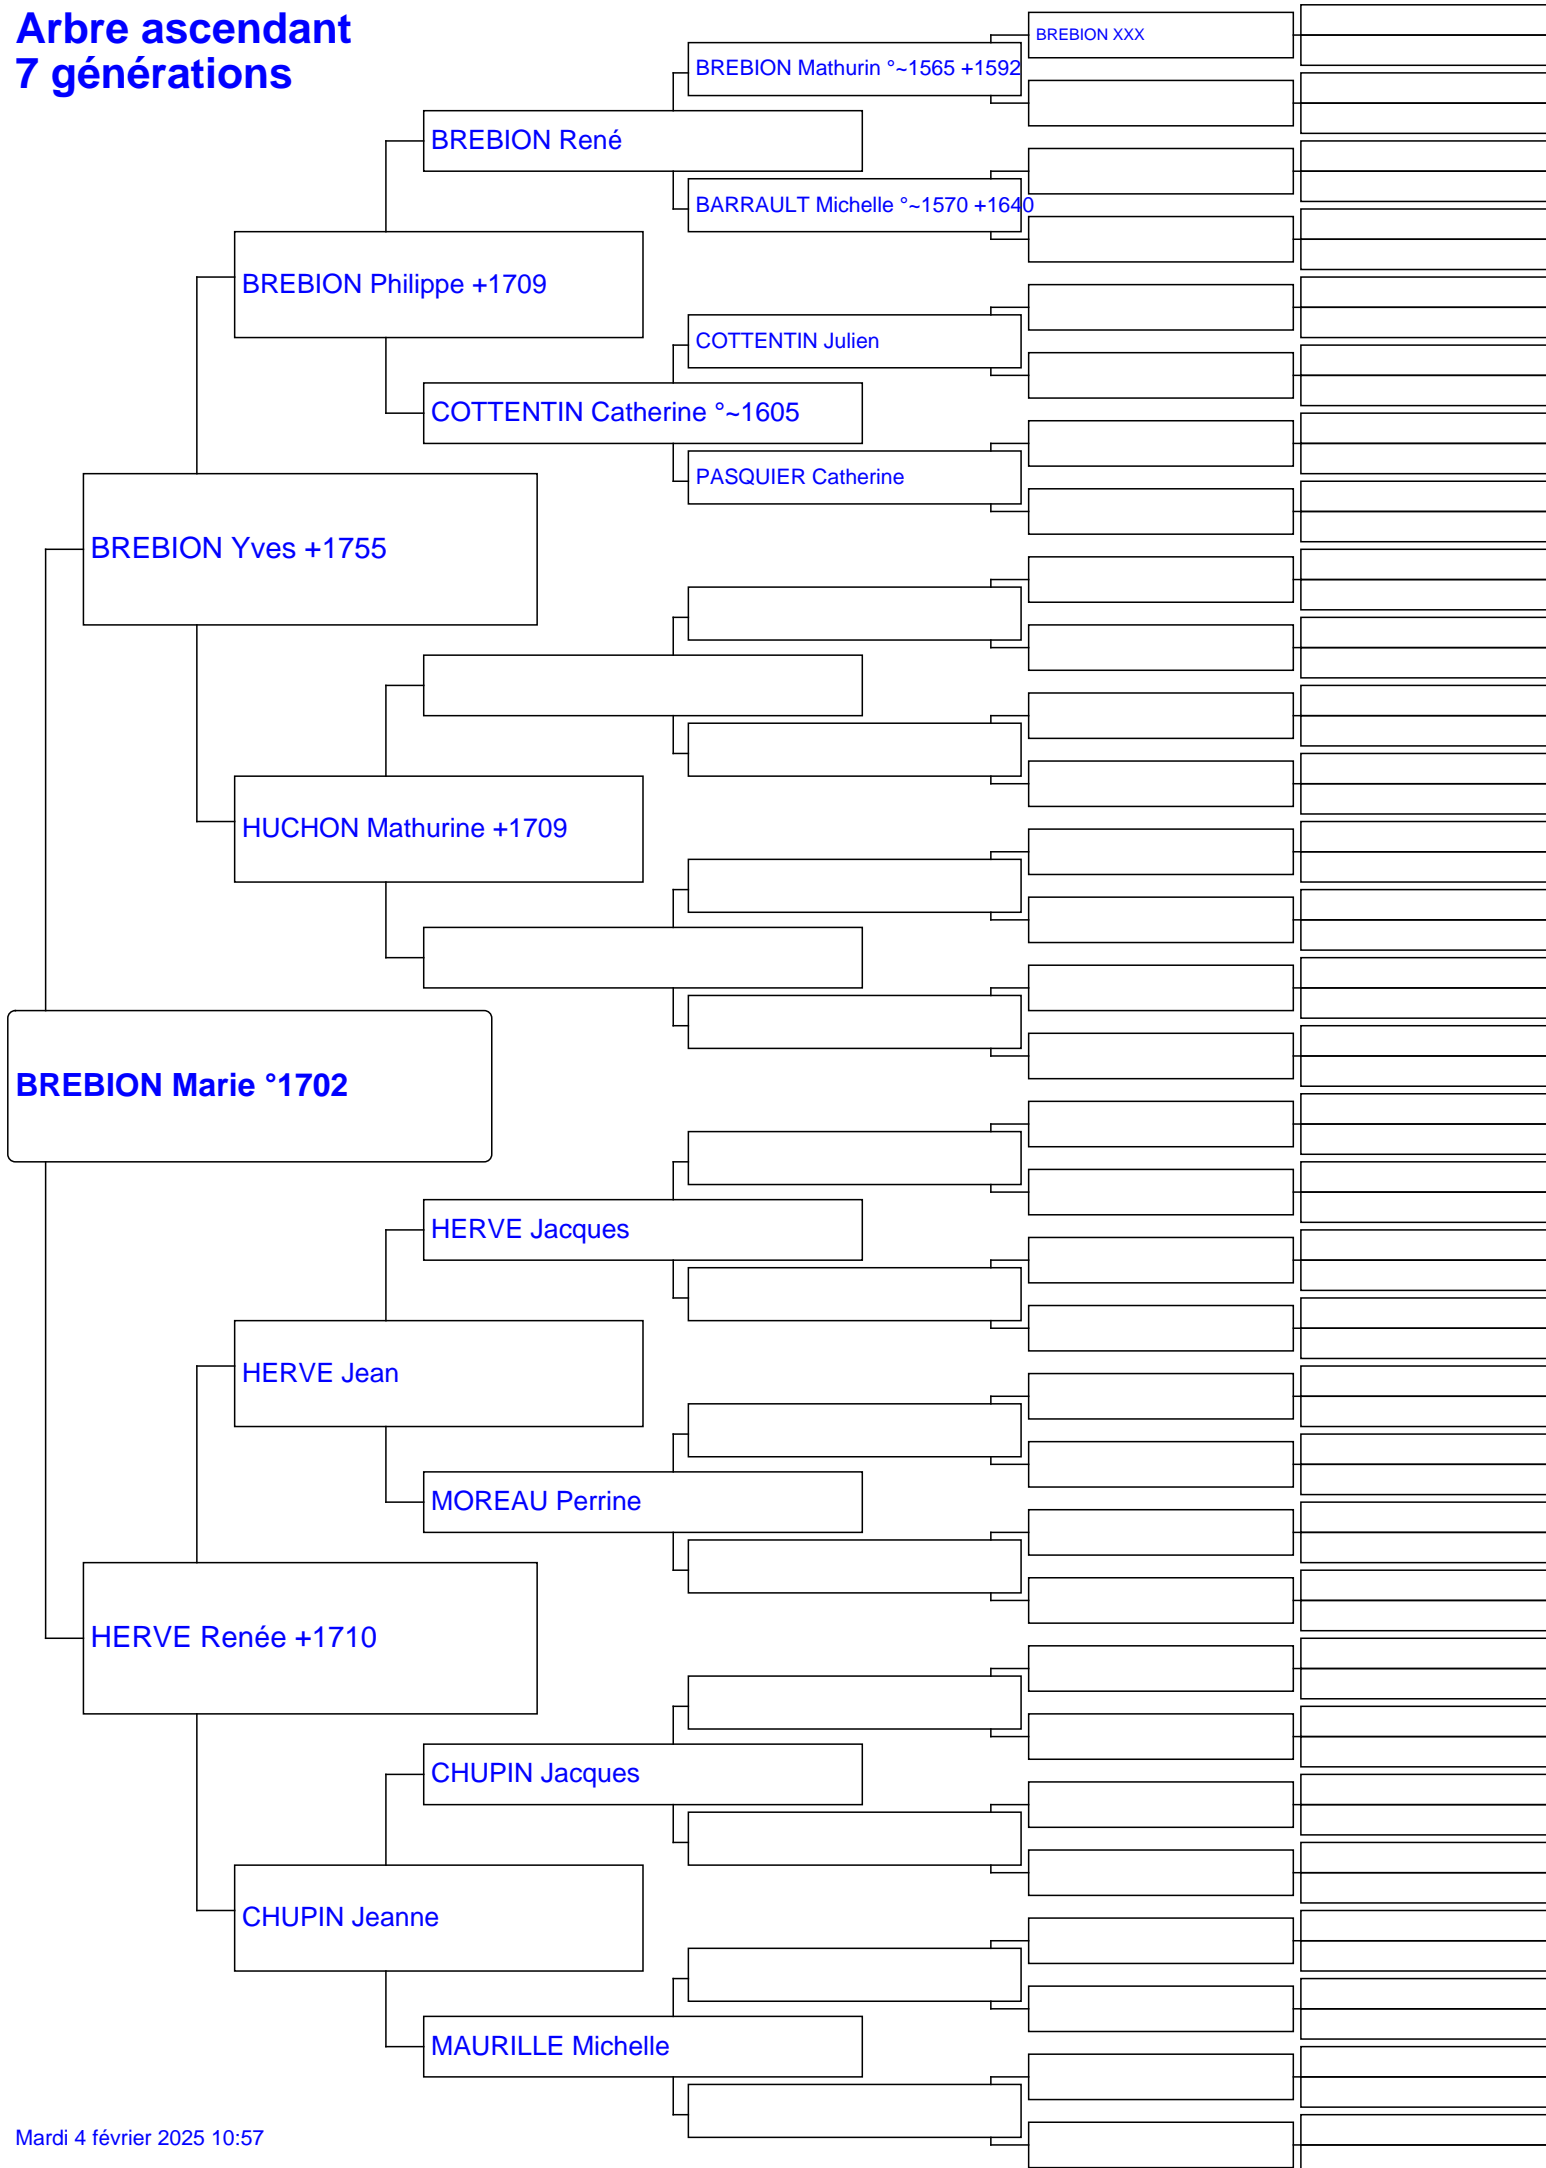 Arbre ascendant
7 générations
BREBION XXX
BREBION Mathurin °~1565 +1592
BREBION René
BARRAULT Michelle °~1570 +1640
BREBION Philippe +1709
COTTENTIN Julien
COTTENTIN Catherine °~1605
PASQUIER Catherine
BREBION Yves +1755
HUCHON Mathurine +1709
BREBION Marie °1702
HERVE Jacques
HERVE Jean
MOREAU Perrine
HERVE Renée +1710
CHUPIN Jacques
CHUPIN Jeanne
MAURILLE Michelle
Mardi 4 février 2025 10:57